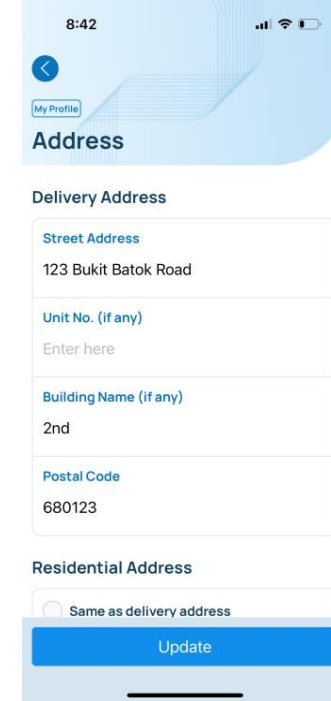 8:42
My Profile
Address
Delivery Address
Street Address
123 Bukit Batok Road
Unit No. (if any)
Enter here
Building Name (if any)
2nd
Postal Code
680123
Residential Address
Same as delivery address
Update